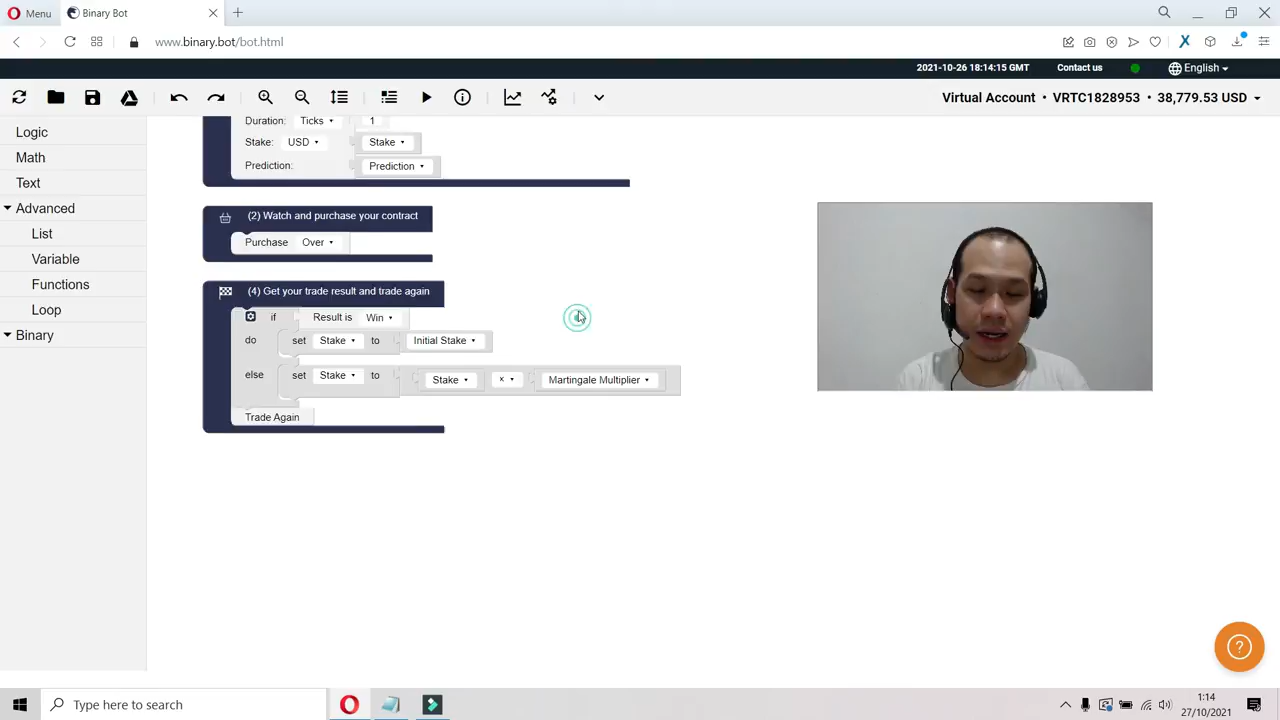 Menu
Binary Bot
www.binary.bot/bot.html
2021-10-26 18:14:15 GMT
Contact us
English
Virtual Account • VRTC1828953 • 38,779.53 USD
Logic
Math
Text
Advanced
List
Variable
Functions
Loop
Binary
Duration: Ticks 1
Stake: USD Stake
Prediction: Prediction
(2) Watch and purchase your contract
Purchase Over
(4) Get your trade result and trade again
if Result is Win
do set Stake to Initial Stake
else set Stake to Stake × Martingale Multiplier
Trade Again
?
Type here to search
1:14
27/10/2021